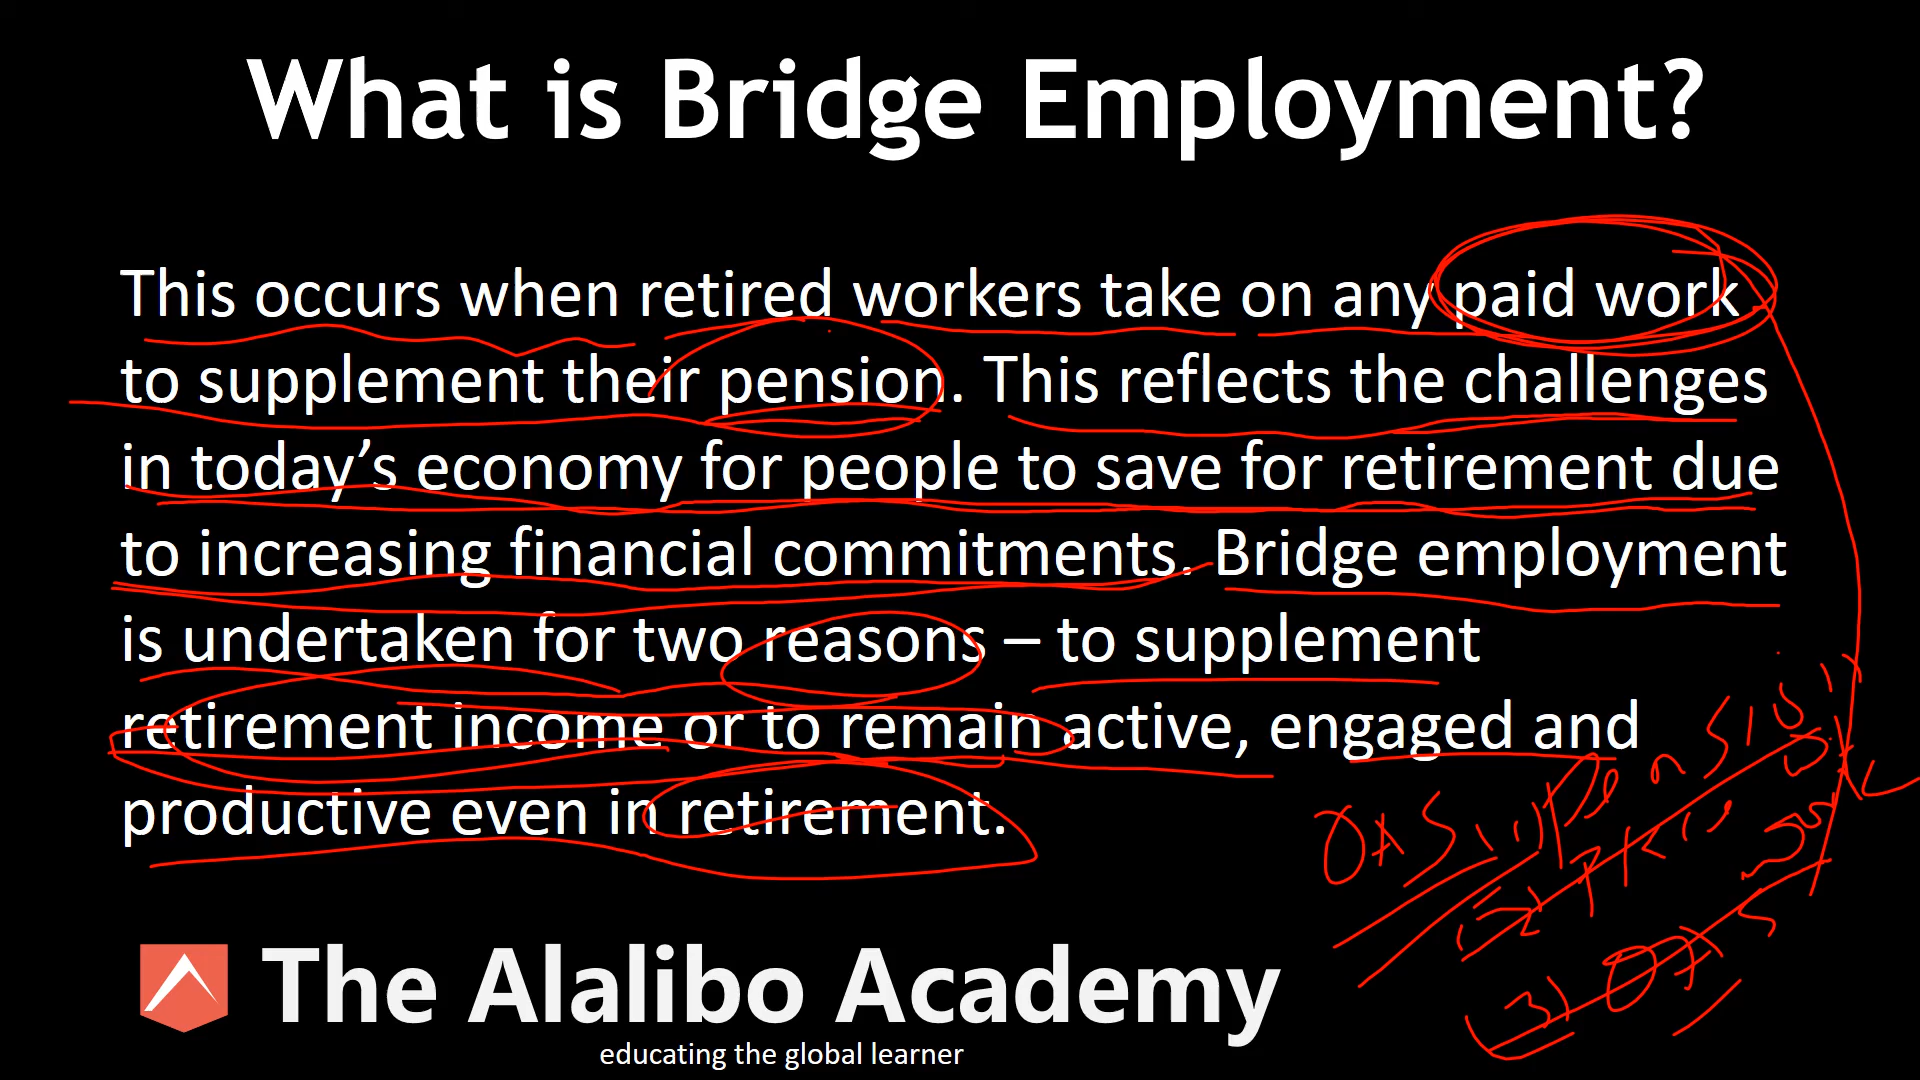 What is Bridge Employment?
This occurs when retired workers take on any paid work
to supplement their pension. This reflects the challenges
in today’s economy for people to save for retirement due
to increasing financial commitments. Bridge employment
is undertaken for two reasons – to supplement
retirement income or to remain active, engaged and
productive even in retirement.
The Alalibo Academy
educating the global learner